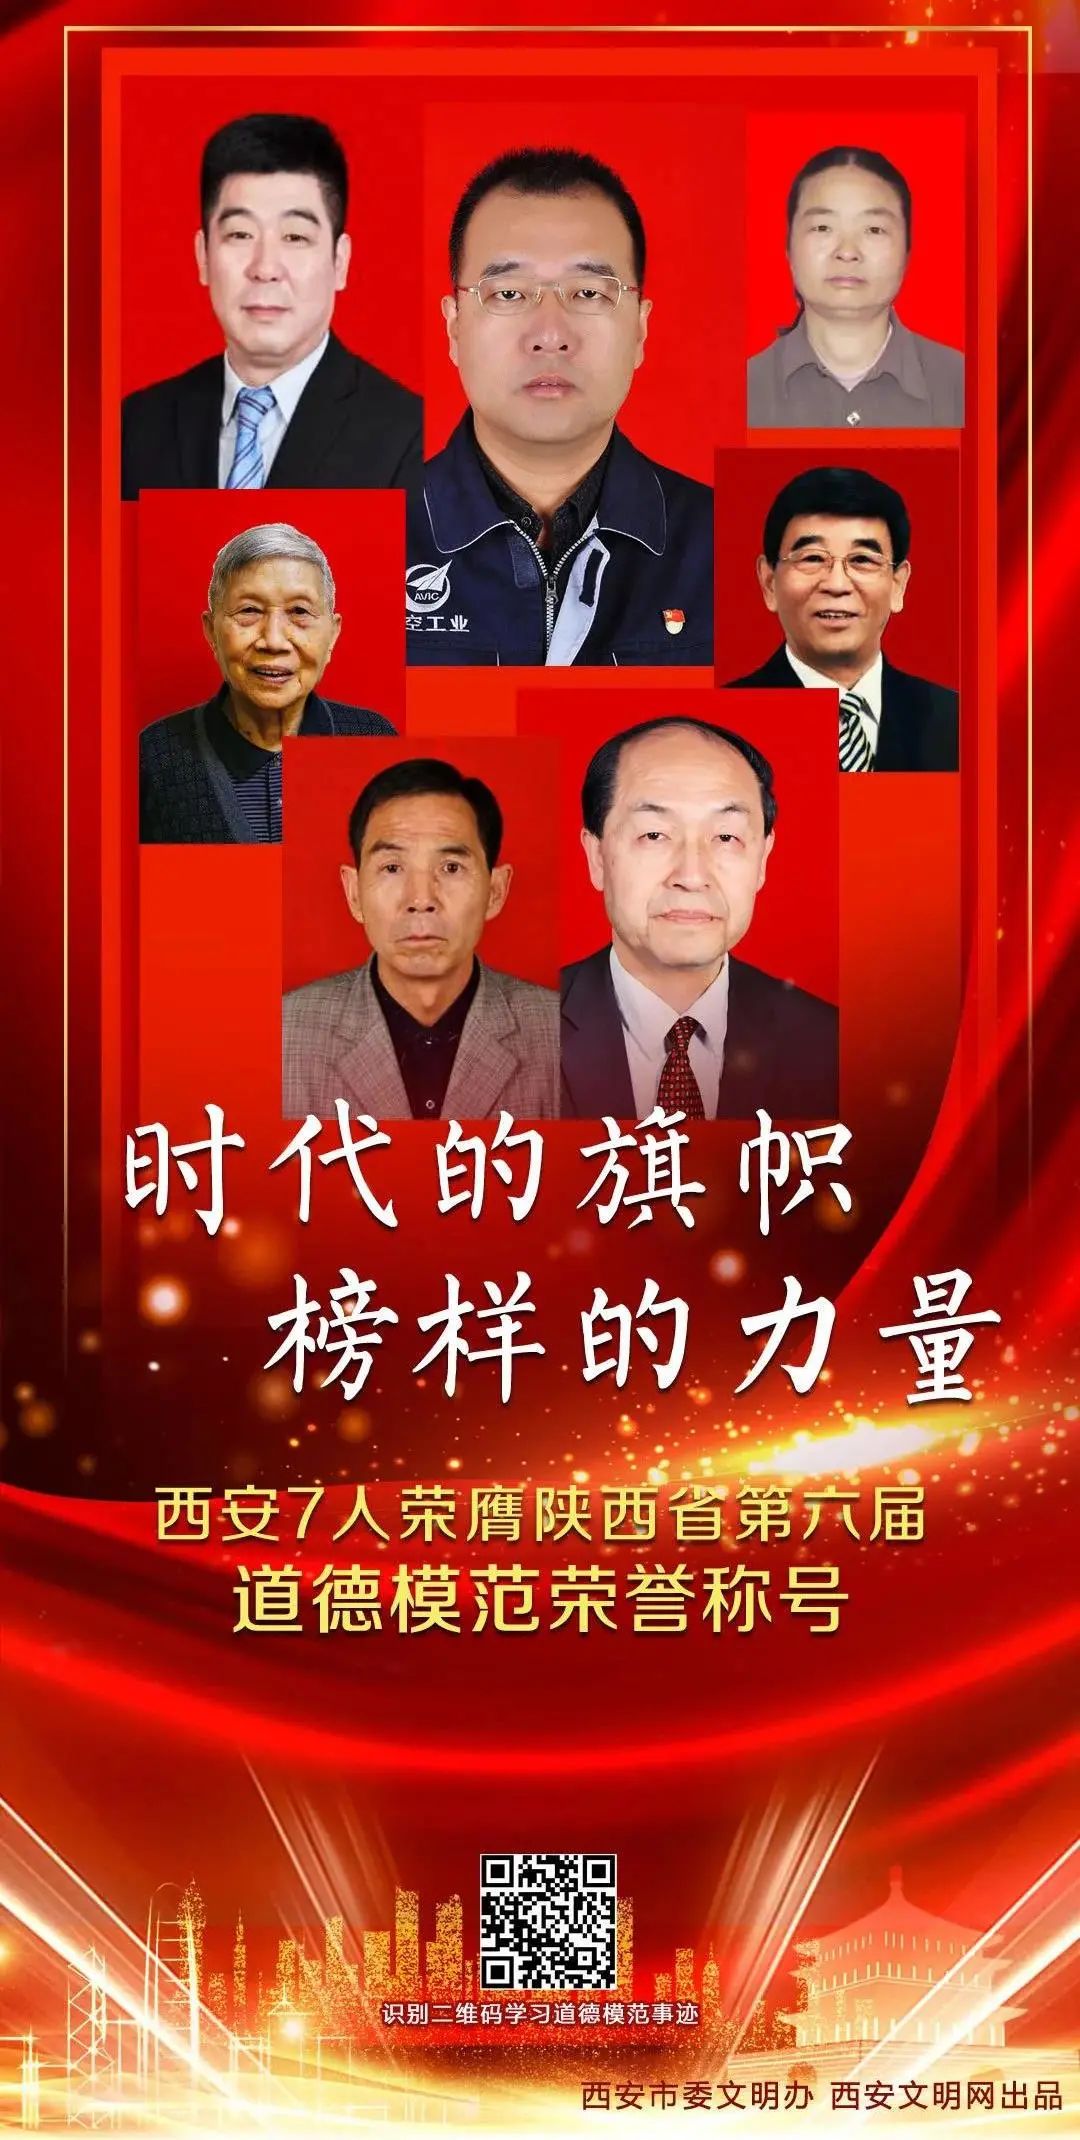 AVIC
空工业
时代的旗帜
榜样的力量
西安7人荣膺陕西省第六届
道德模范荣誉称号
识别二维码学习道德模范事迹
西安市委文明办 西安文明网出品